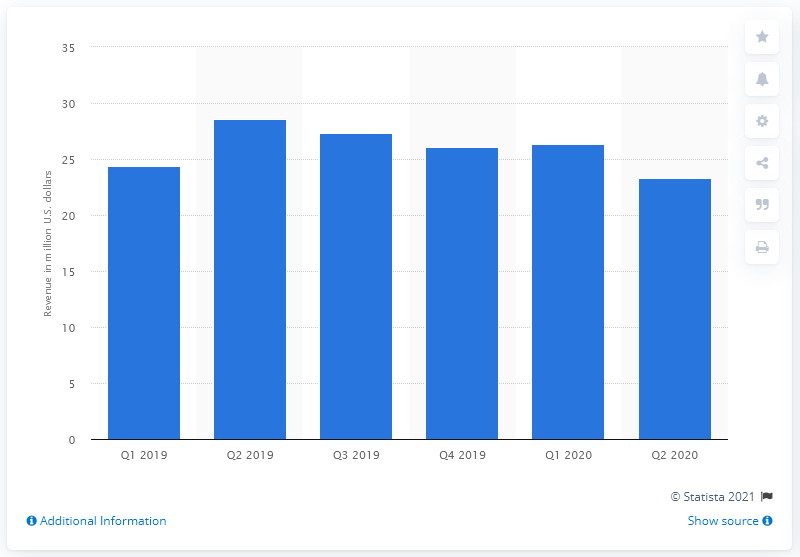 35
30
25
20
15
10
5
0
Revenue in million U.S. dollars
Q1 2019
Q2 2019
Q3 2019
Q4 2019
Q1 2020
Q2 2020
© Statista 2021
Additional Information
Show source